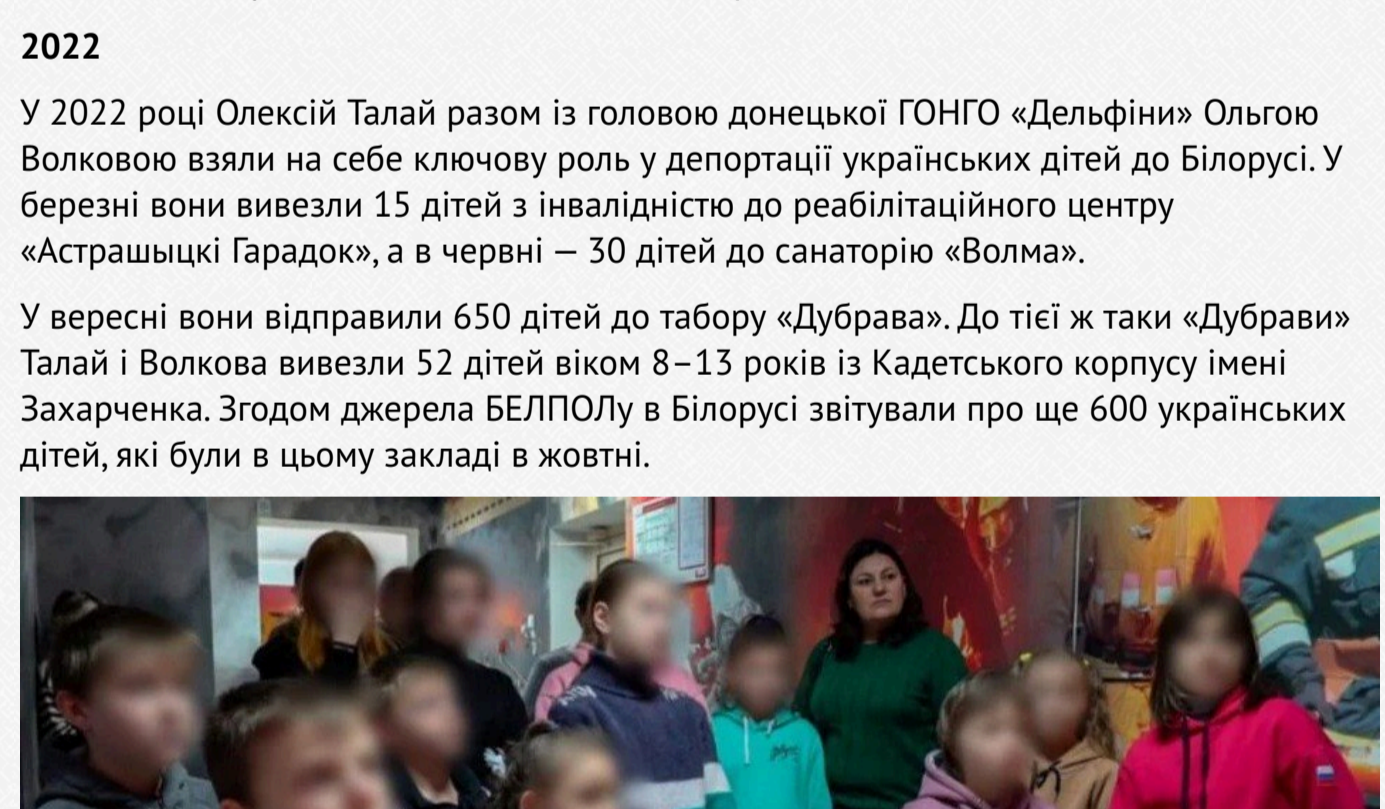 2022
У 2022 році Олексій Талай разом із головою донецької ГОНГО «Дельфіни» Ольгою
Волковою взяли на себе ключову роль у депортації українських дітей до Білорусі. У
березні вони вивезли 15 дітей з інвалідністю до реабілітаційного центру
«Астрашыцкі Гарадок», а в червні — 30 дітей до санаторію «Волма».
У вересні вони відправили 650 дітей до табору «Дубрава». До тієї ж таки «Дубрави»
Талай і Волкова вивезли 52 дітей віком 8–13 років із Кадетського корпусу імені
Захарченка. Згодом джерела БЕЛПОЛу в Білорусі звітували про ще 600 українських
дітей, які були в цьому закладі в жовтні.